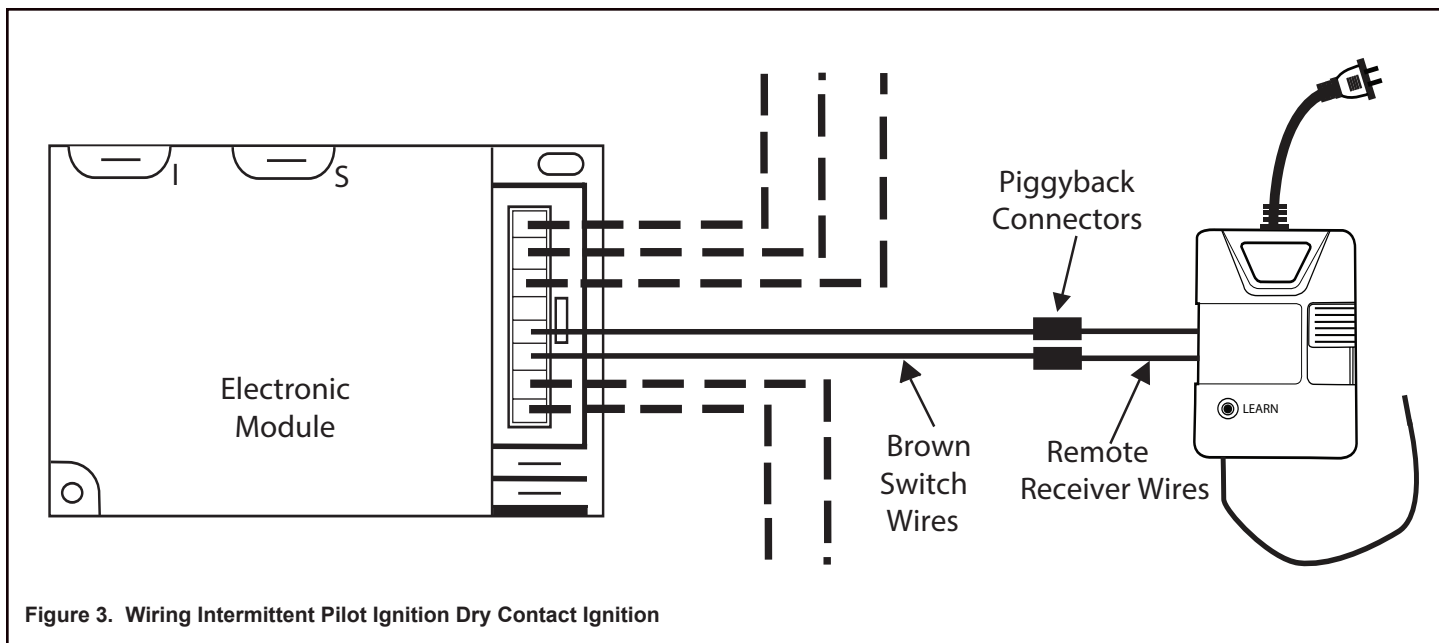 I
S
Piggyback
Connectors
Electronic
Module
Brown
Switch
Wires
Remote
Receiver Wires
LEARN
Figure 3. Wiring Intermittent Pilot Ignition Dry Contact Ignition